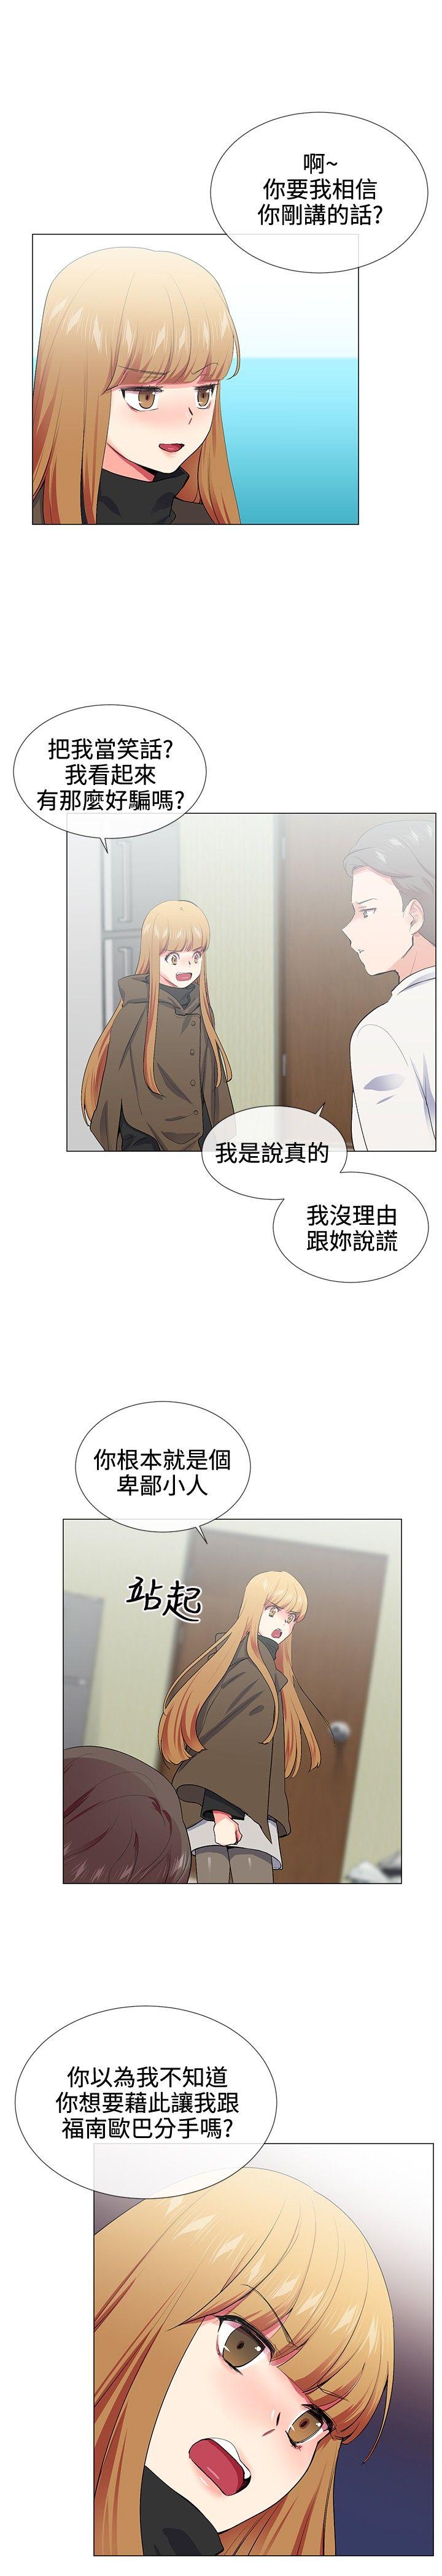 啊~
你要我相信
你剛講的話?
把我當笑話?
我看起來
有那麼好騙嗎?
我是說真的
我沒理由
跟妳說謊
你根本就是個
卑鄙小人
站起
你以為我不知道
你想要藉此讓我跟
福南歐巴分手嗎?